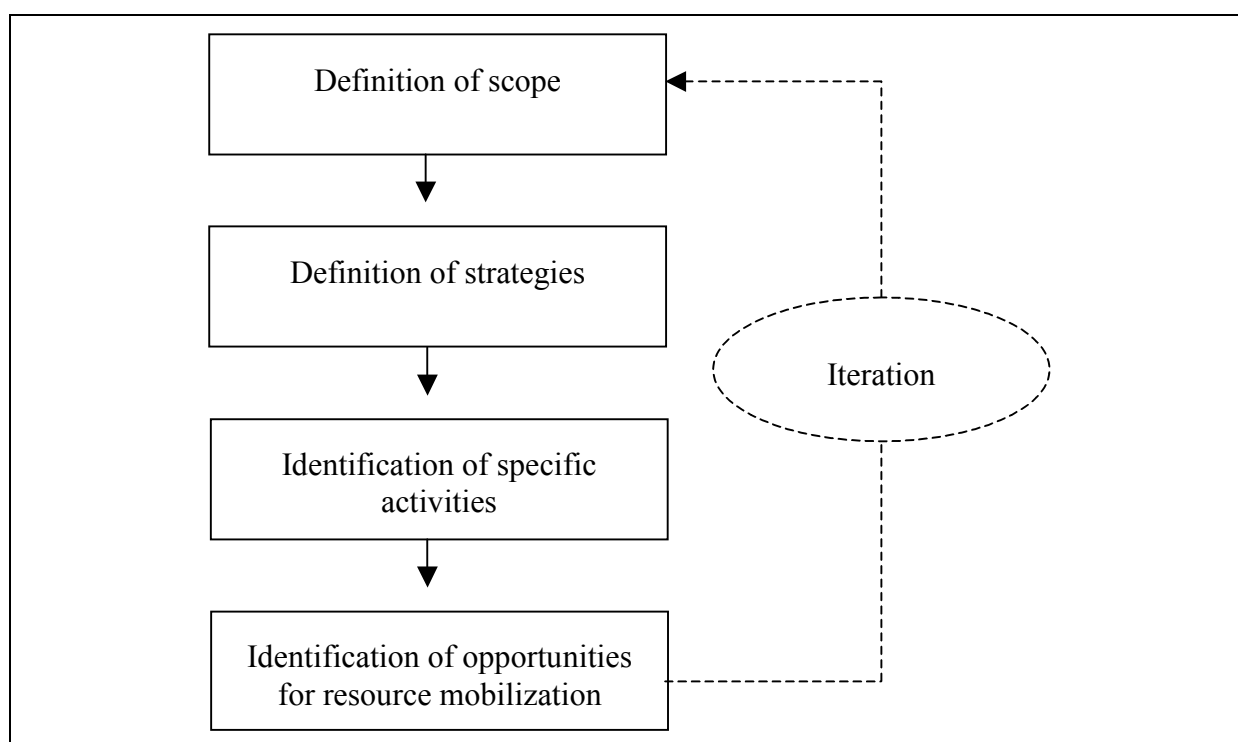 Definition of scope
Definition of strategies
Iteration
Identification of specific
activities
Identification of opportunities
for resource mobilization